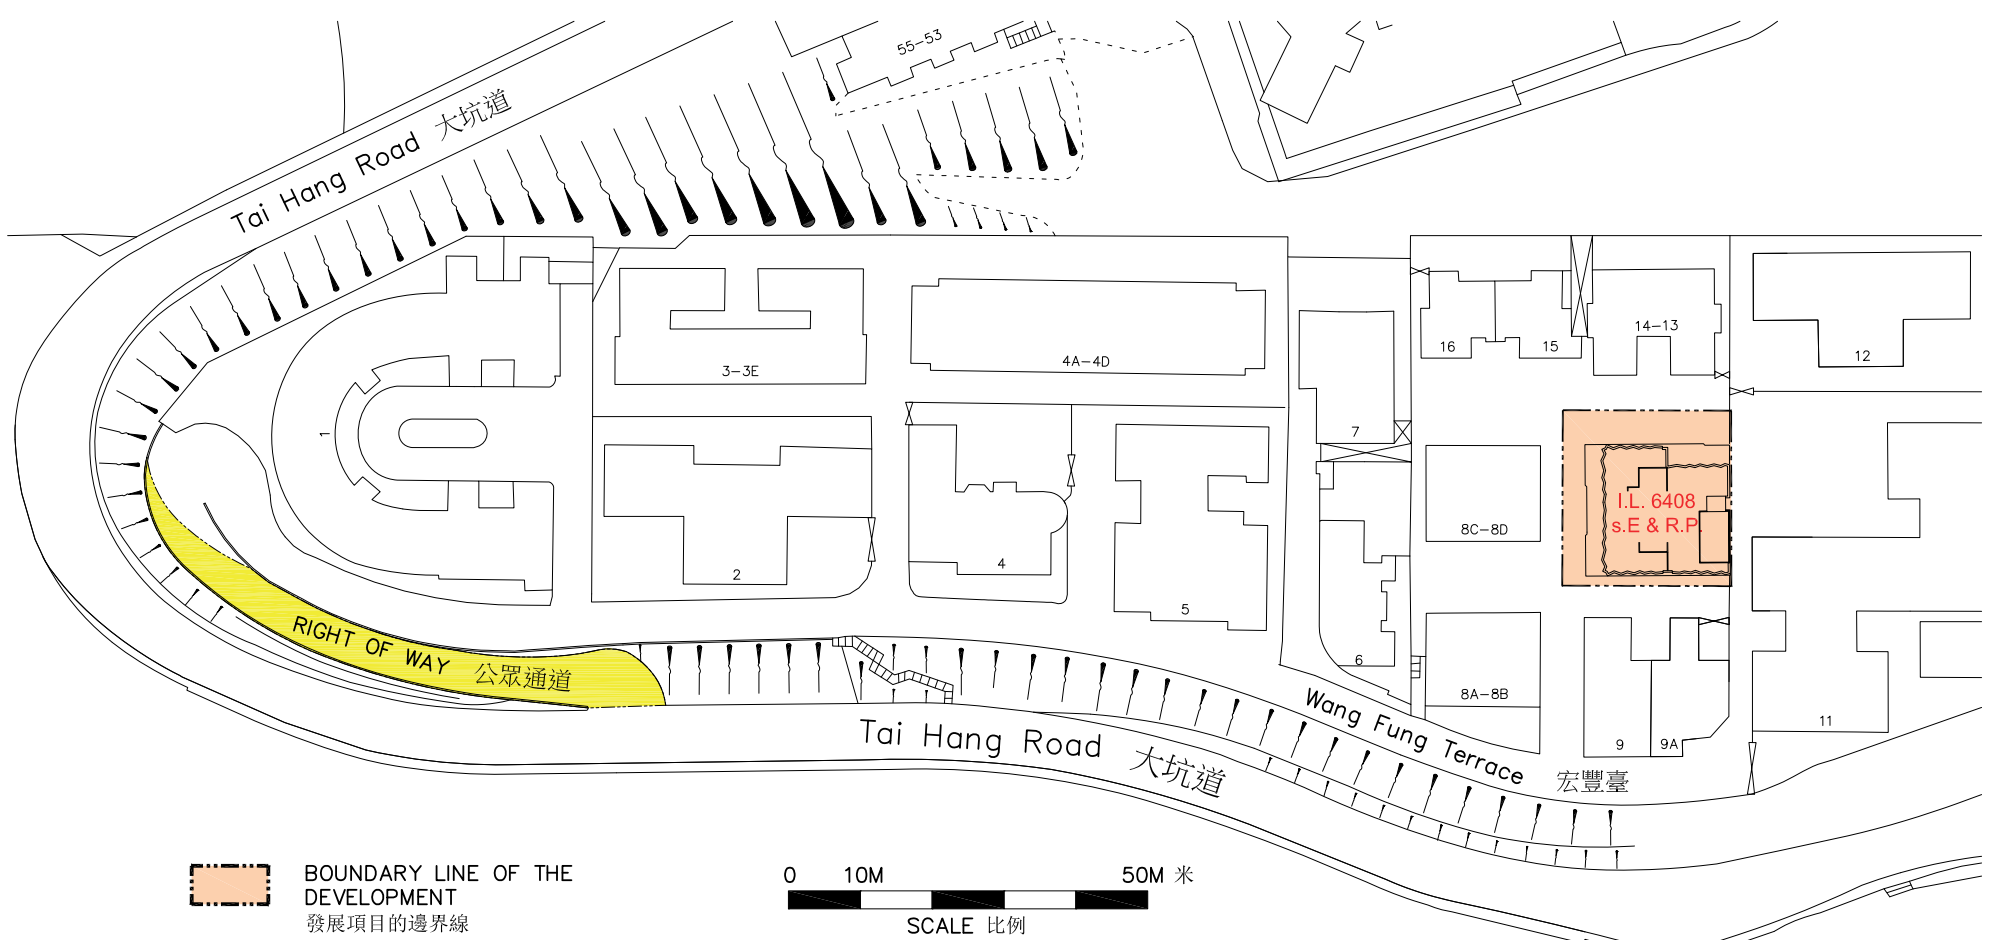 55-53
Tai Hang Road 大坑道
3-3E
4A-4D
16
15
14-13
12
1
7
I.L. 6408
s.E & R.P.
8C-8D
2
4
5
6
8A-8B
RIGHT OF WAY 公眾通道
Wang Fung Terrace 宏豐臺
9
9A
11
Tai Hang Road 大坑道
BOUNDARY LINE OF THE
DEVELOPMENT
發展項目的邊界線
0 10M 50M 米
SCALE 比例